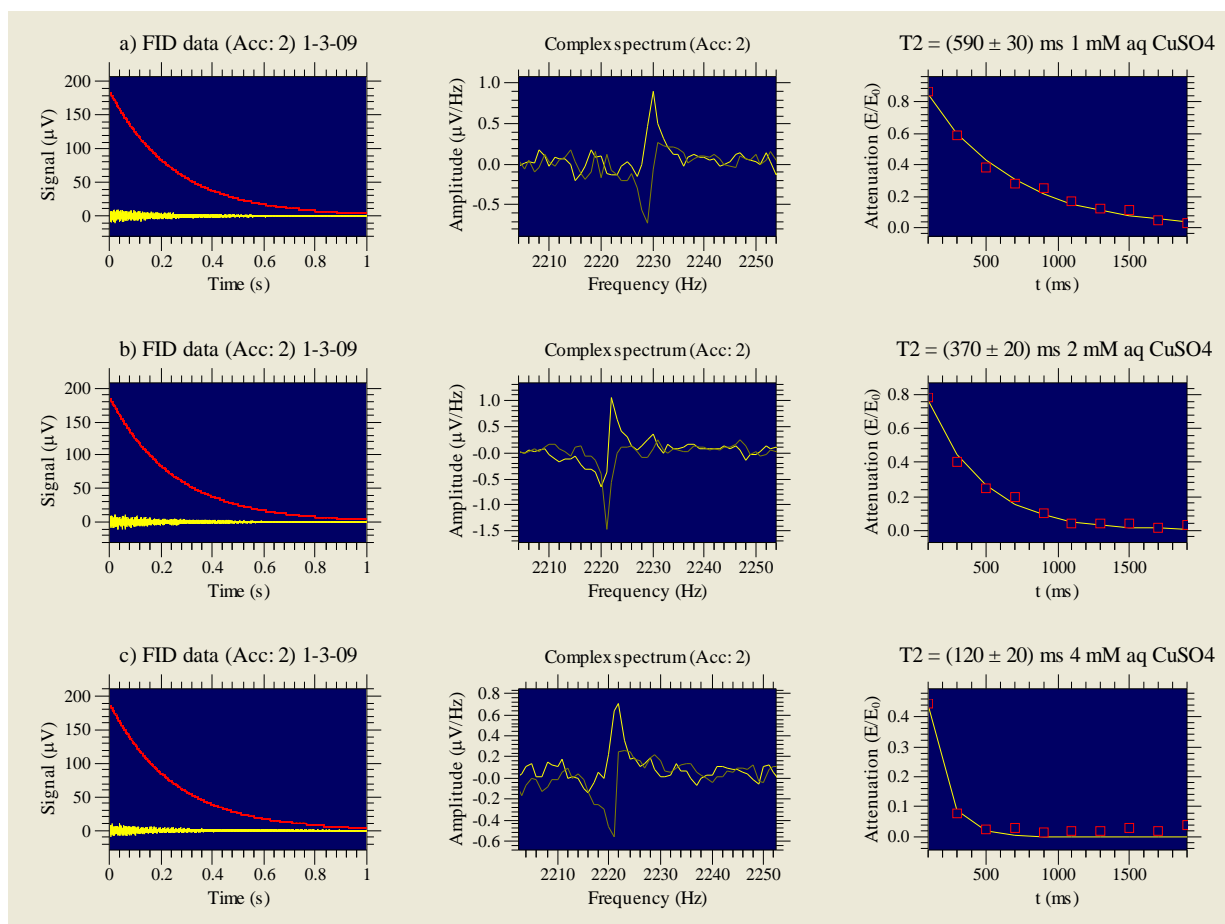 a) FID data (Acc: 2) 1-3-09
Complex spectrum (Acc: 2)
T2 = (590 ± 30) ms 1 mM aq CuSO4
Signal (µV)
200
150
100
50
0
0 0.2 0.4 0.6 0.8 1
Time (s)
Amplitude (µV/Hz)
1.0
0.5
0.0
-0.5
2210 2220 2230 2240 2250
Frequency (Hz)
Attenuation (E/E₀)
0.8
0.6
0.4
0.2
0.0
500 1500
t (ms)
b) FID data (Acc: 2) 1-3-09
Complex spectrum (Acc: 2)
T2 = (370 ± 20) ms 2 mM aq CuSO4
Signal (µV)
200
150
100
50
0
0 0.2 0.4 0.6 0.8 1
Time (s)
Amplitude (µV/Hz)
1.0
0.5
-0.0
-0.5
-1.0
-1.5
2210 2220 2230 2240 2250
Frequency (Hz)
Attenuation (E/E₀)
0.8
0.6
0.4
0.2
0.0
500 1000 1500
t (ms)
c) FID data (Acc: 2) 1-3-09
Complex spectrum (Acc: 2)
T2 = (120 ± 20) ms 4 mM aq CuSO4
Signal (µV)
200
150
100
50
0
0 0.2 0.4 0.6 0.8 1
Time (s)
Amplitude (µV/Hz)
0.8
0.6
0.2
-0.0
-0.2
-0.4
-0.6
2210 2220 2230 2240 2250
Frequency (Hz)
Attenuation (E/E₀)
0.4
0.3
0.2
0.1
0.0
500 1000 1500
t (ms)